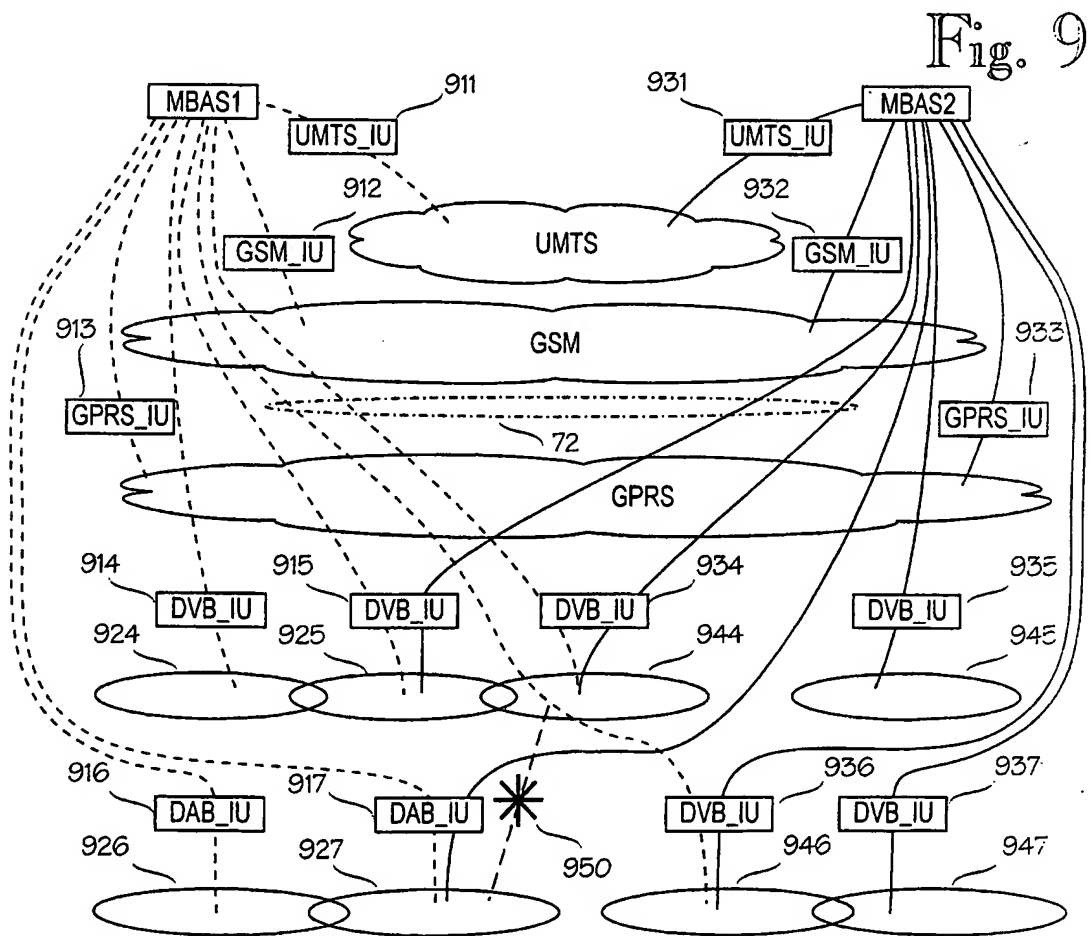 Fig. 9
MBAS1
911
931
MBAS2
UMTS_IU
UMTS_IU
912
932
GSM_IU
UMTS
GSM_IU
913
GSM
933
GPRS_IU
72
GPRS_IU
GPRS
914
915
934
935
DVB_IU
DVB_IU
DVB_IU
DVB_IU
924
925
944
945
916
917
936
937
DAB_IU
DAB_IU
DVB_IU
DVB_IU
926
927
950
946
947